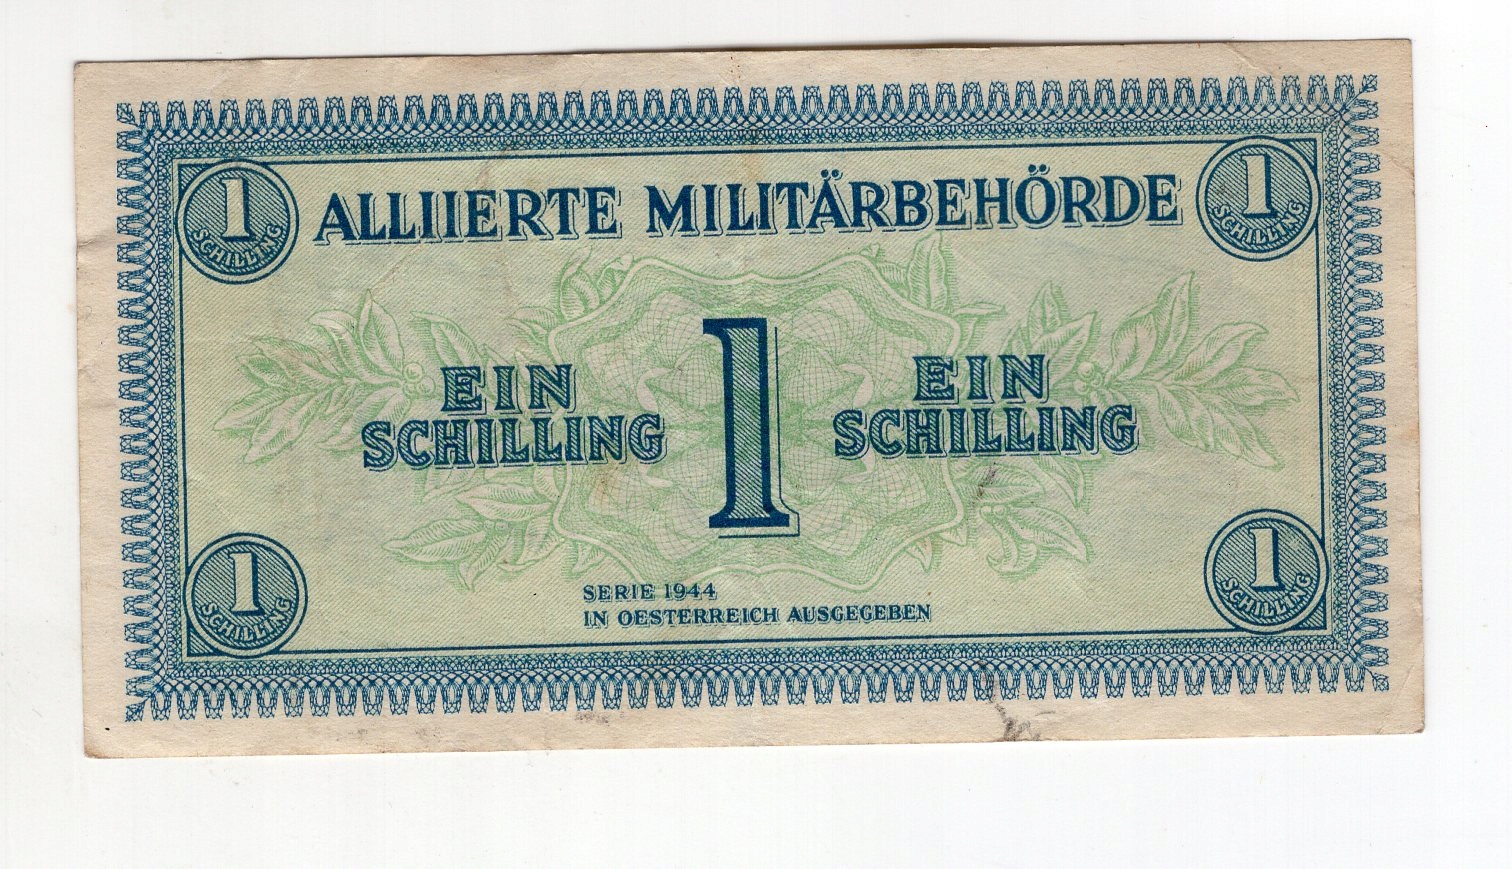 1
SCHILLING
ALLIIERTE MILITÄRBEHÖRDE
1
SCHILLING
EIN
SCHILLING
1
EIN
SCHILLING
1
SCHILLING
SERIE 1944
IN OESTERREICH AUSGEGEBEN
1
SCHILLING